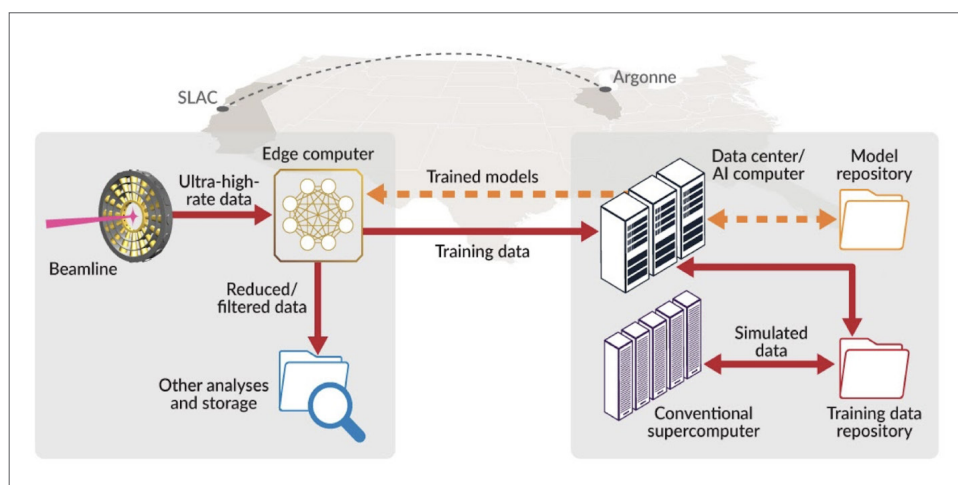 SLAC
Argonne
Edge computer
Ultra-high-
rate data
Beamline
Reduced/
filtered data
Other analyses
and storage
Trained models
Training data
Data center/
AI computer
Model
repository
Simulated
data
Conventional
supercomputer
Training data
repository